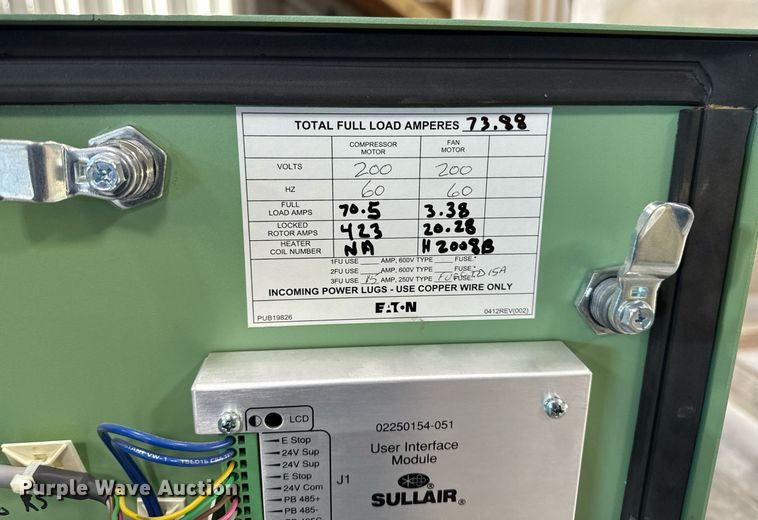 TOTAL FULL LOAD AMPERES 73.88
COMPRESSOR MOTOR FAN MOTOR
VOLTS 200 200
HZ 60 60
FULL LOAD AMPS 70.5 3.38
LOCKED ROTOR AMPS 423 20.28
HEATER COIL NUMBER NA H2008B
1FU USE ____ AMP, 600V TYPE ____ FUSE.*
2FU USE ____ AMP, 600V TYPE ____ FUSE.*
3FU USE 15 AMP, 250V TYPE FUSE.*
INCOMING POWER LUGS - USE COPPER WIRE ONLY
PUB19826 EATON 0412REV(002)
LCD
02250154-051
User Interface
Module
SULLAIR
J1
E Stop
24V Sup
24V Sup
E Stop
24V Com
PB 485+
PB 485-
Purple Wave Auction